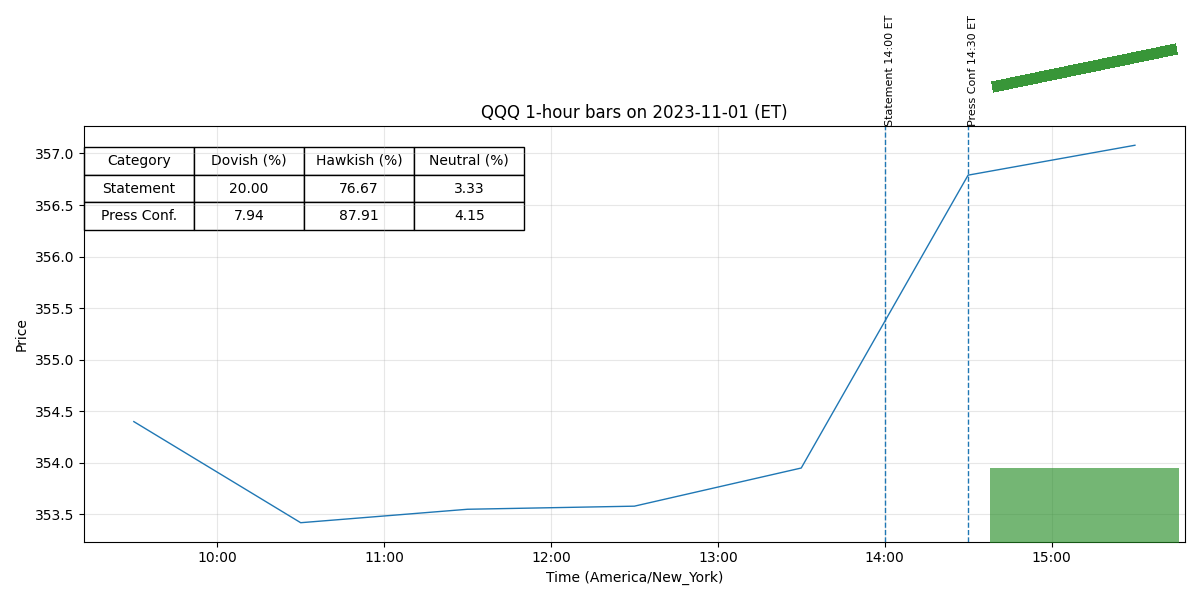 Statement 14:00 ET
Press Conf 14:30 ET
QQQ 1-hour bars on 2023-11-01 (ET)
Category Dovish (%) Hawkish (%) Neutral (%)
Statement 20.00 76.67 3.33
Press Conf. 7.94 87.91 4.15
Price
357.0
356.5
356.0
355.5
355.0
354.5
354.0
353.5
10:00 11:00 12:00 13:00 14:00 15:00
Time (America/New_York)